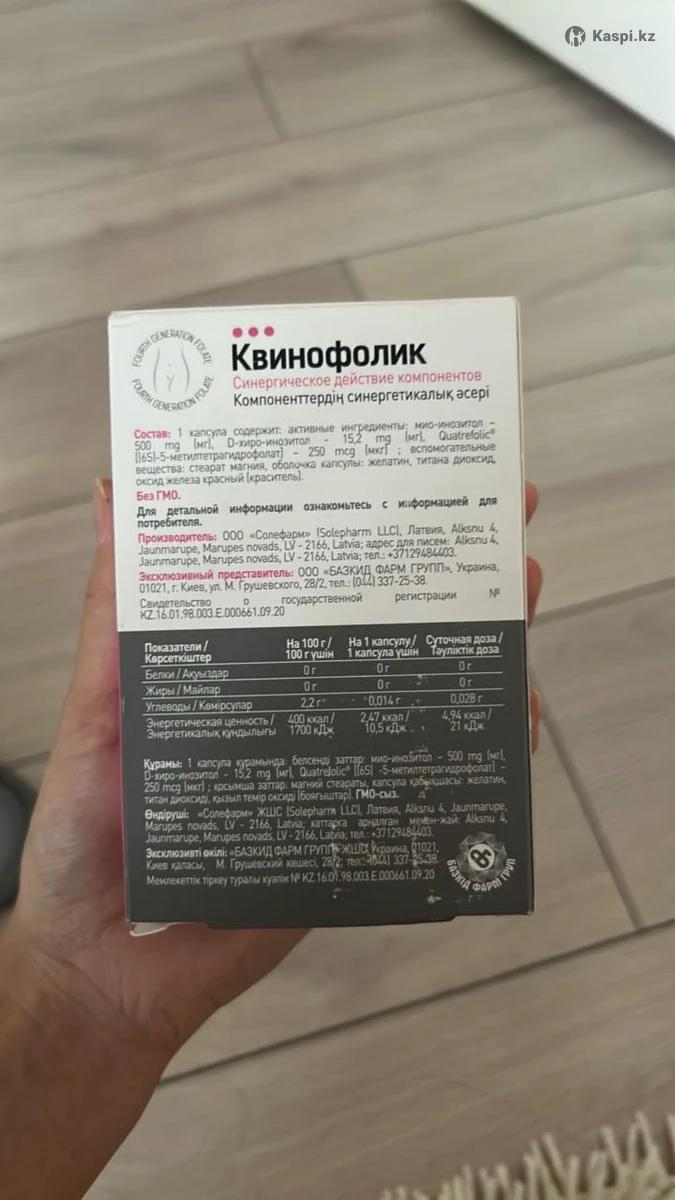 Kaspi.kz
FOURTH GENERATION FOLATE
FOURTH GENERATION FOLATE
Квинофолик
Синергическое действие компонентов
Компоненттердің синергетикалық әсері
Состав: 1 капсула содержит: активные ингредиенты: мио-инозитол –
500 mg (мг), D-хиро-инозитол - 15,2 mg (мг), Quatrefolic®
[(6S)-5-метилтетрагидрофолат] – 250 mcg (мкг) ; вспомогательные
вещества: стеарат магния, оболочка капсулы: желатин, титана диоксид,
оксид железа красный (краситель).
Без ГМО.
Для детальной информации ознакомьтесь с информацией для
потребителя.
Производитель: ООО «Солефарм» (Solepharm LLC), Латвия, Alksnu 4,
Jaunmarupe, Marupes novads, LV - 2166, Latvia; адрес для писем: Alksnu 4,
Jaunmarupe, Marupes novads, LV - 2166, Latvia; тел.: +37129484403.
Эксклюзивный представитель: ООО «БАЗКИД ФАРМ ГРУПП», Украина,
01021, г. Киев, ул. М. Грушевского, 28/2, тел.: (044) 337-25-38.
Свидетельство о государственной регистрации №
KZ.16.01.98.003.E.000661.09.20
Показатели / На 100 г / На 1 капсулу/ Суточная доза /
Көрсеткіштер 100 г үшін 1 капсула үшін Тәуліктік доза
Белки / Ақуыздар 0 г 0 г 0 г
Жиры / Майлар 0 г 0 г 0 г
Углеводы / Көмірсулар 2,2 г 0,014 г 0,028 г
Энергетическая ценность / 400 ккал / 2,47 ккал / 4,94 ккал /
Энергетикалық құндылығы 1700 кДж 10,5 кДж 21 кДж
Құрамы: 1 капсула құрамында: белсенді заттар: мио-инозитол – 500 mg (мг),
D-хиро-инозитол - 15,2 mg (мг), Quatrefolic® [(6S) -5-метилтетрагидрофолат] –
250 mcg (мкг) ; қосымша заттар: магний стеараты, капсула қабықшасы: желатин,
титан диоксиді, қызыл темір оксиді (бояғыштар). ГМО-сыз.
Өндіруші: «Солефарм» ЖШС (Solepharm LLC), Латвия, Alksnu 4, Jaunmarupe,
Marupes novads, LV - 2166, Latvia; хаттарға арналған мекен-жай: Alksnu 4,
Jaunmarupe, Marupes novads, LV - 2166, Latvia; тел.: +37129484403.
Эксклюзивті өкілі: «БАЗКИД ФАРМ ГРУПП» ЖШС, Украина, 01021,
Киев қаласы, М. Грушевский көшесі, 28/2, тел.: (044) 337-25-38.
Мемлекеттік тіркеу туралы куәлік № KZ.16.01.98.003.E.000661.09.20
БАЗКІД ФАРМ ГРУП